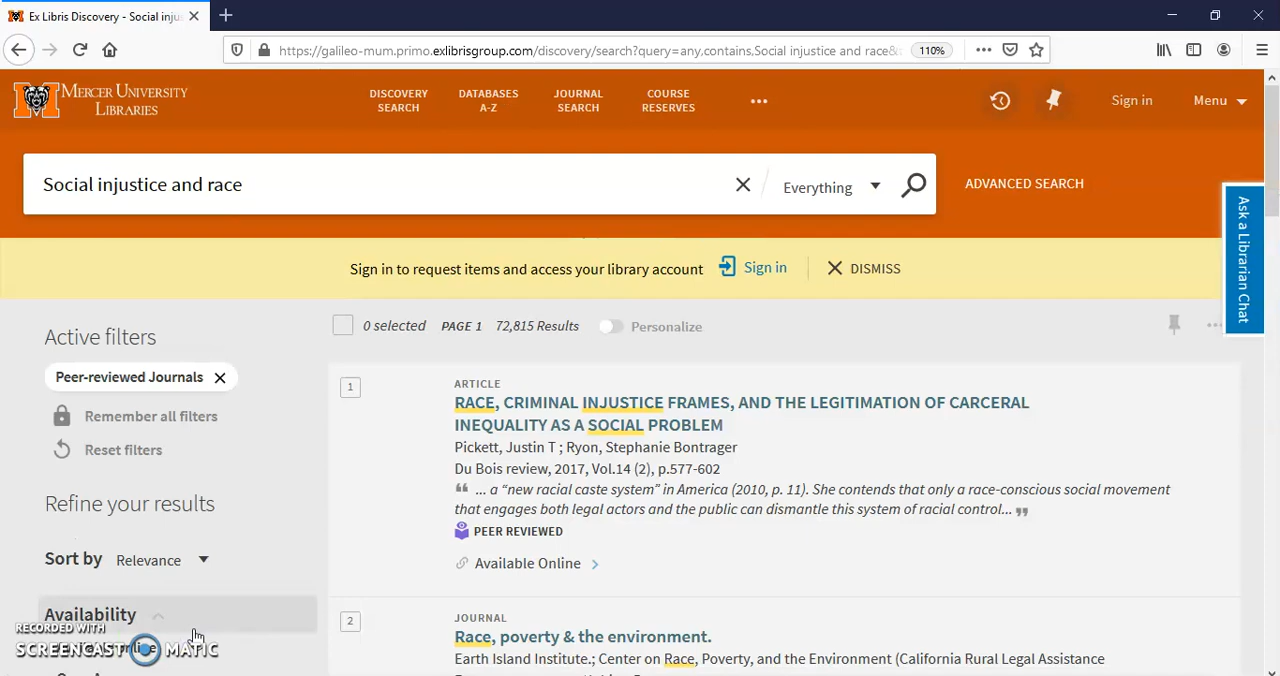 Ex Libris Discovery - Social inju
https://galileo-mum.primo.exlibrisgroup.com/discovery/search?query=any,contains,Social injustice and race&
110%
MERCER UNIVERSITY
LIBRARIES
DISCOVERY
SEARCH
DATABASES
A-Z
JOURNAL
SEARCH
COURSE
RESERVES
Sign in
Menu
Social injustice and race
Everything
ADVANCED SEARCH
Ask a Librarian Chat
Sign in to request items and access your library account
Sign in
DISMISS
Active filters
Peer-reviewed Journals
Remember all filters
Reset filters
Refine your results
Sort by Relevance
Availability
RECORDED WITH
SCREENCAST MATIC
0 selected PAGE 1 72,815 Results Personalize
1
ARTICLE
RACE, CRIMINAL INJUSTICE FRAMES, AND THE LEGITIMATION OF CARCERAL
INEQUALITY AS A SOCIAL PROBLEM
Pickett, Justin T ; Ryon, Stephanie Bontrager
Du Bois review, 2017, Vol.14 (2), p.577-602
“ ... a “new racial caste system” in America (2010, p. 11). She contends that only a race-conscious social movement
that engages both legal actors and the public can dismantle this system of racial control... ”
PEER REVIEWED
Available Online
2
JOURNAL
Race, poverty & the environment.
Earth Island Institute.; Center on Race, Poverty, and the Environment (California Rural Legal Assistance